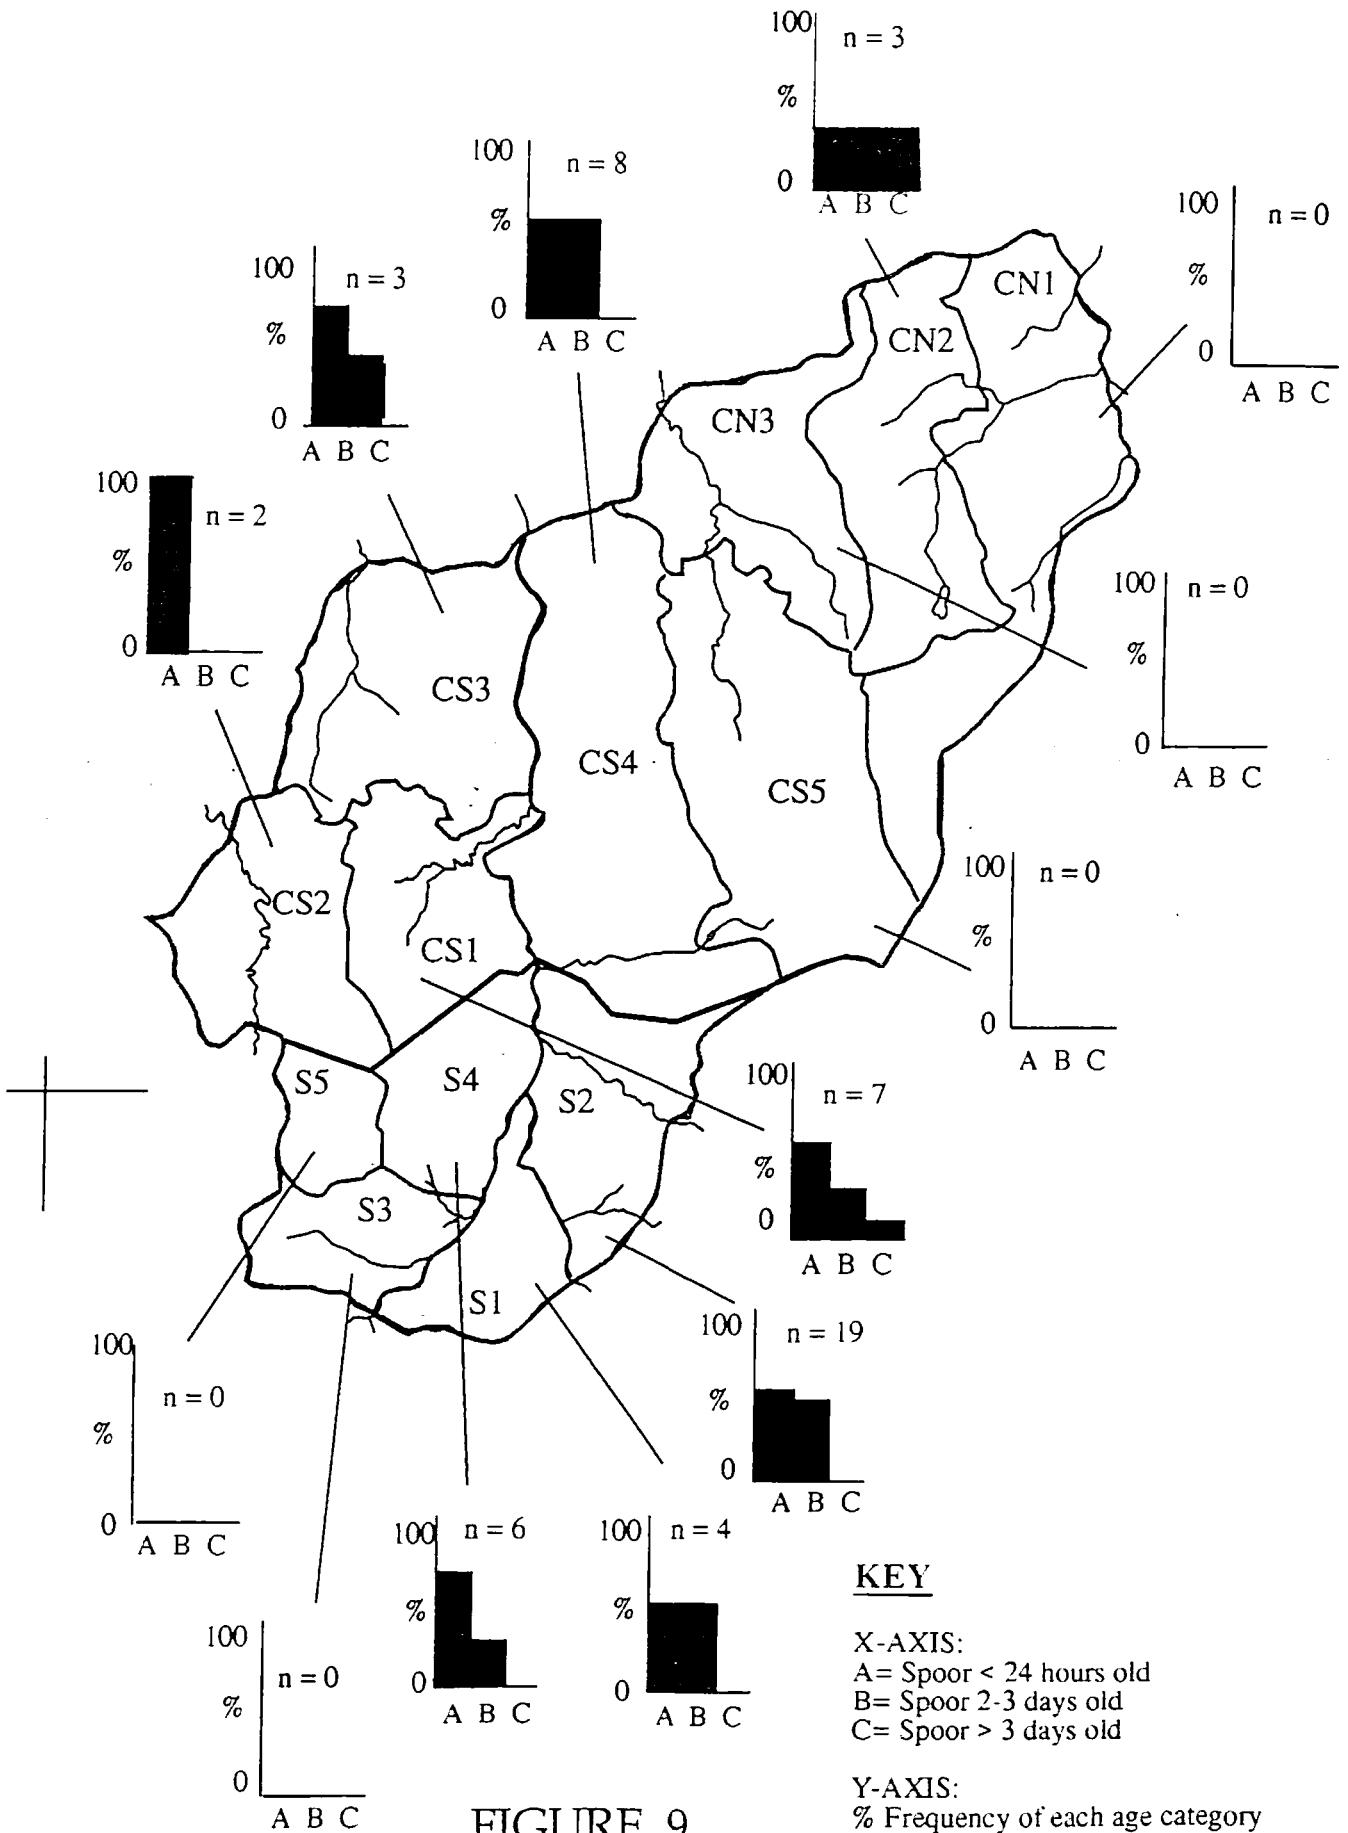 100
n = 3
%
0
A B C
100
n = 8
%
0
A B C
100
n = 0
%
0
A B C
100
n = 3
%
0
A B C
CN1
CN2
CN3
100
n = 2
%
0
A B C
100
n = 0
%
0
A B C
CS3
CS4
CS5
100
n = 0
%
0
A B C
CS2
CS1
S5
S4
S2
100
n = 7
%
0
A B C
S3
S1
100
n = 19
%
0
A B C
100
n = 0
%
0
A B C
100
n = 6
%
0
A B C
100
n = 4
%
0
A B C
100
n = 0
%
0
A B C
KEY
X-AXIS:
A= Spoor < 24 hours old
B= Spoor 2-3 days old
C= Spoor > 3 days old
Y-AXIS:
% Frequency of each age category
FIGURE 9